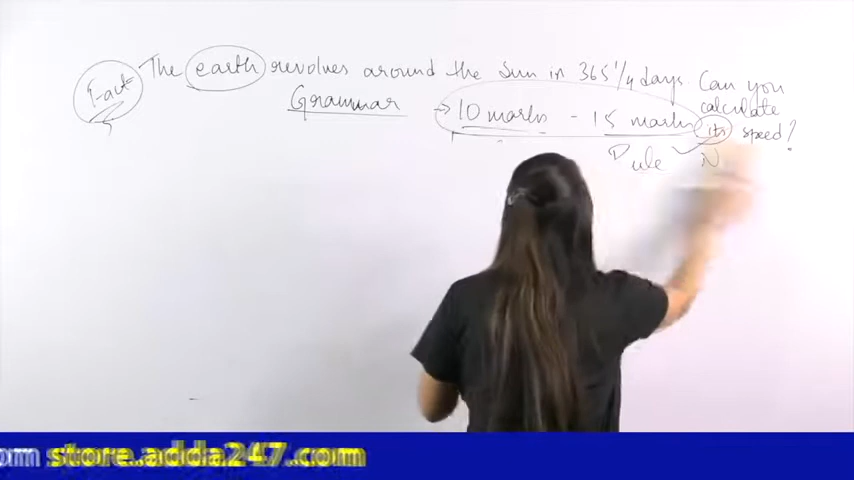 Fact The earth revolves around the Sun in 365 1/4 days. Can you
calculate
its speed?
Grammar → 10 marks - 15 marks
Rule N
store.adda247.com